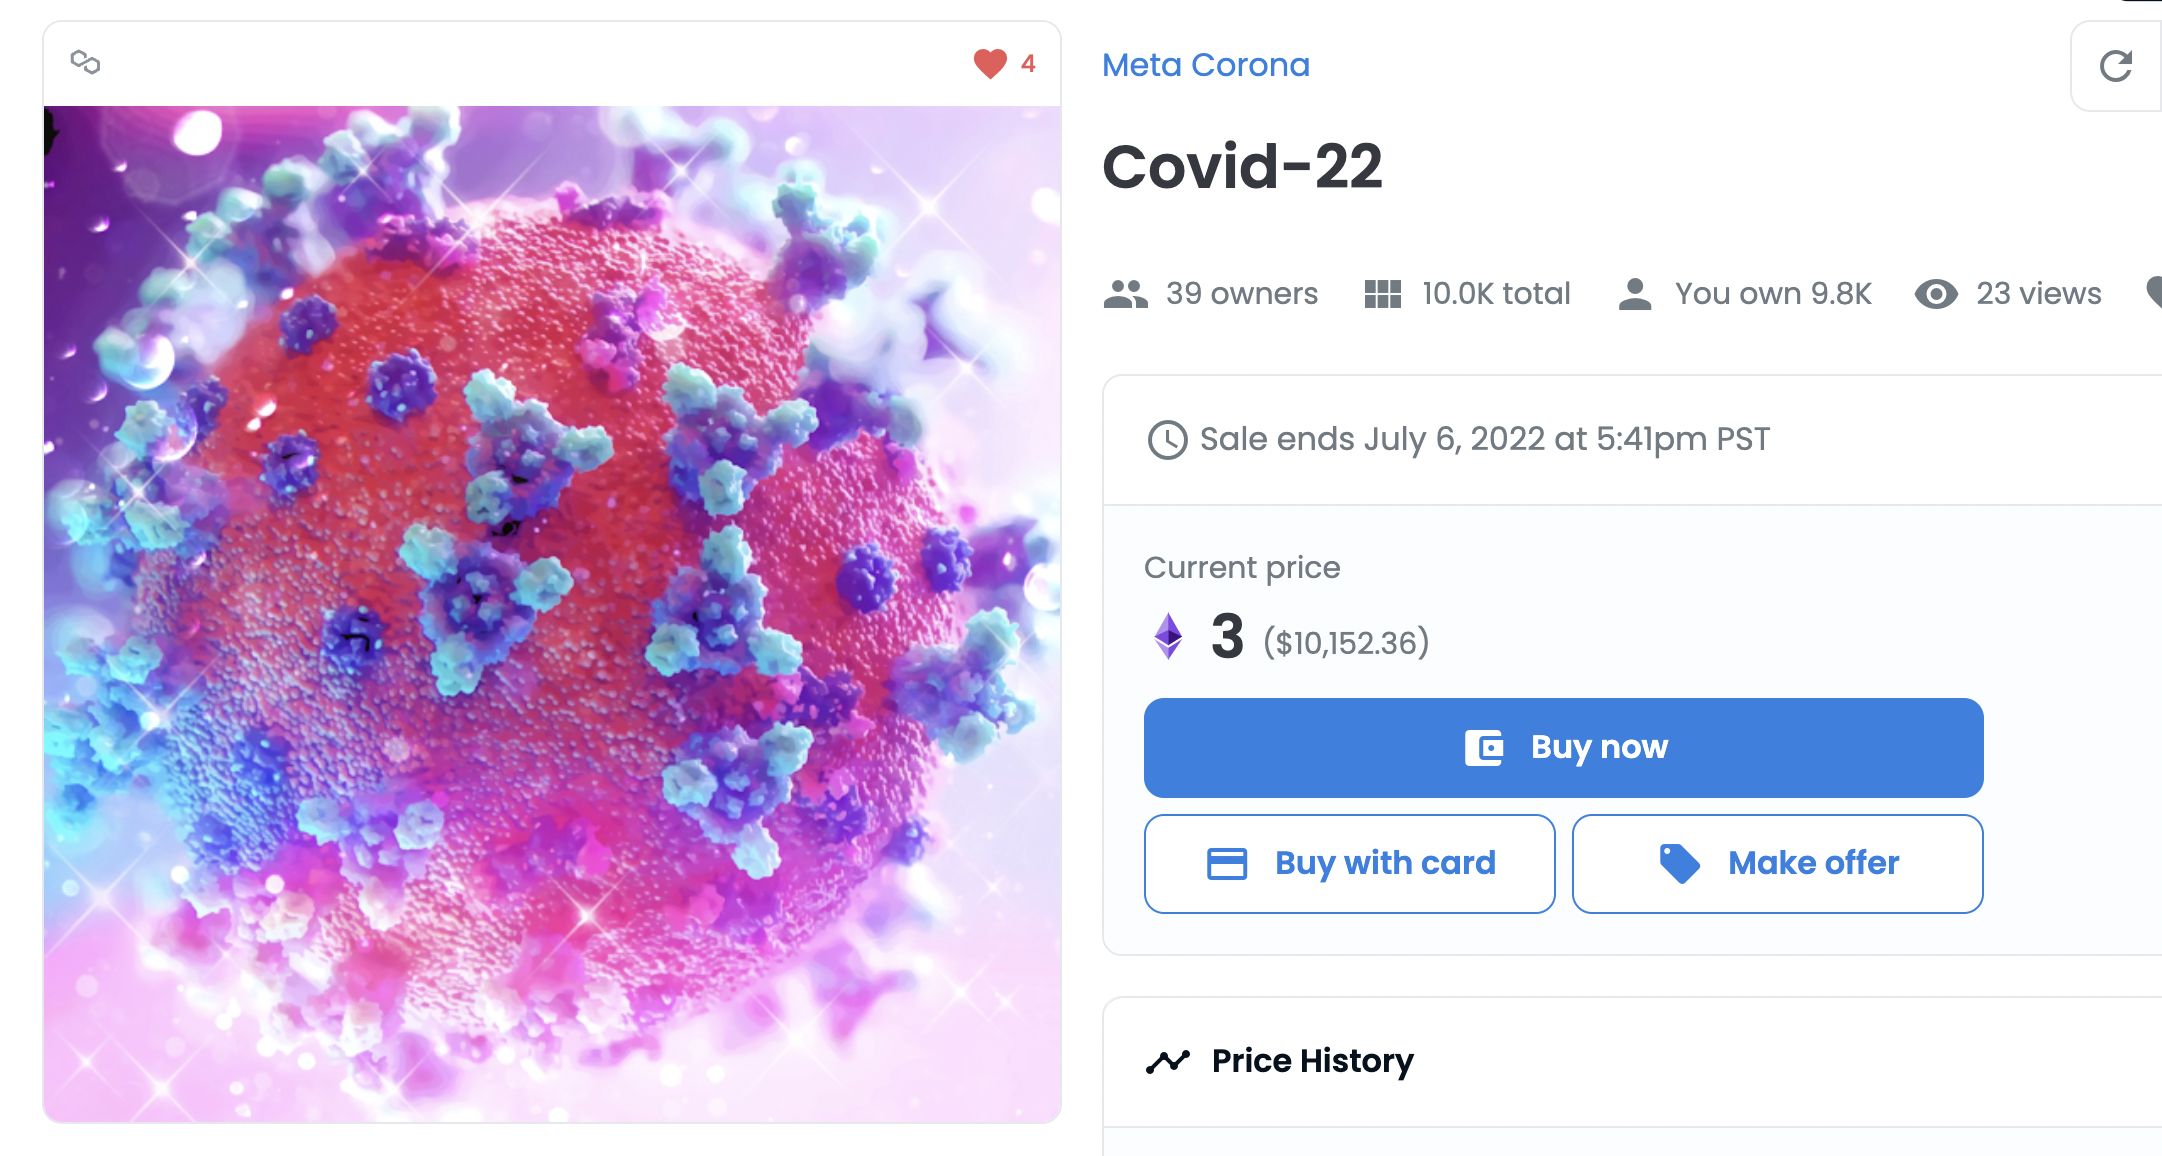 4
Meta Corona
Covid-22
39 owners 10.0K total You own 9.8K 23 views
Sale ends July 6, 2022 at 5:41pm PST
Current price
3 ($10,152.36)
Buy now
Buy with card Make offer
Price History